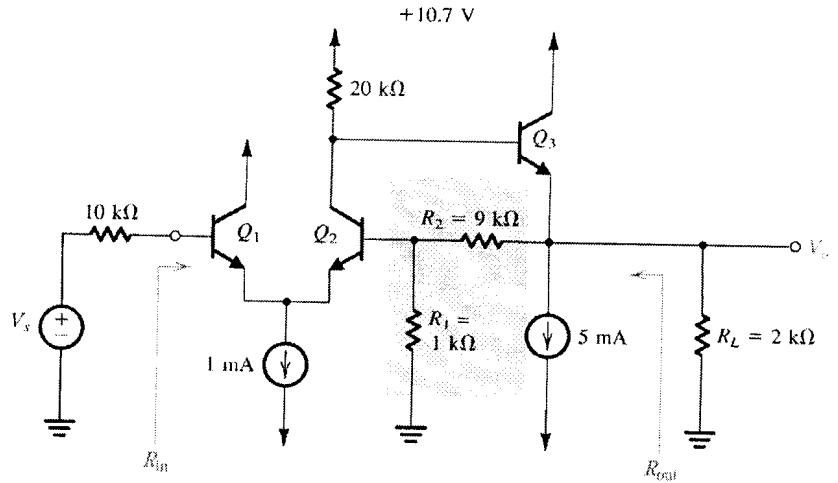 +10.7 V
20 kΩ
Q3
10 kΩ
Q1
Q2
R2 = 9 kΩ
Vs
+
−
1 mA
R1 =
1 kΩ
5 mA
RL = 2 kΩ
Rin
Rout